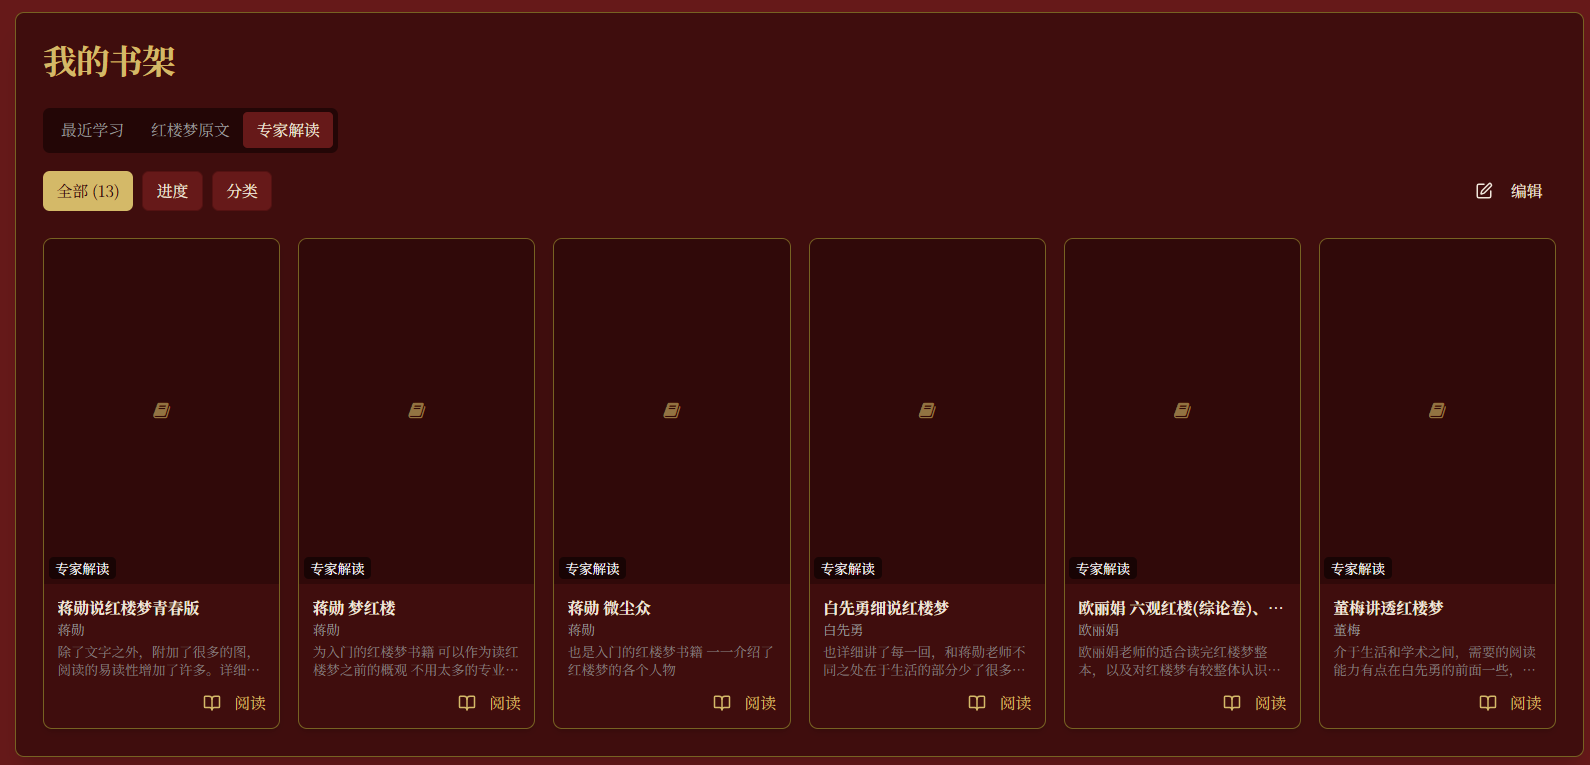 我的书架
最近学习 红楼梦原文 专家解读
全部 (13) 进度 分类 编辑
专家解读
蒋勋说红楼梦青春版
蒋勋
除了文字之外，附加了很多的图，
阅读的易读性增加了许多。详细…
阅读
专家解读
蒋勋 梦红楼
蒋勋
为入门的红楼梦书籍 可以作为读红
楼梦之前的概观 不用太多的专业…
阅读
专家解读
蒋勋 微尘众
蒋勋
也是入门的红楼梦书籍 一一介绍了
红楼梦的各个人物
阅读
专家解读
白先勇细说红楼梦
白先勇
也详细讲了每一回，和蒋勋老师不
同之处在于生活的部分少了很多…
阅读
专家解读
欧丽娟 六观红楼(综论卷)、…
欧丽娟
欧丽娟老师的适合读完红楼梦整
本，以及对红楼梦有较整体认识…
阅读
专家解读
董梅讲透红楼梦
董梅
介于生活和学术之间，需要的阅读
能力有点在白先勇的前面一些，…
阅读